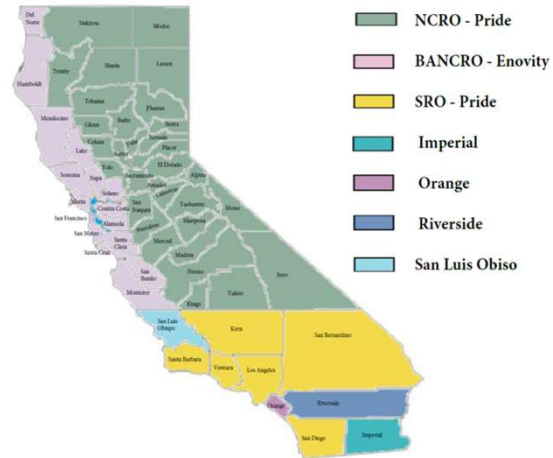 NCRO - Pride
BANCRO - Enovity
SRO - Pride
Imperial
Orange
Riverside
San Luis Obiso
Del
Norte
Siskiyou
Modoc
Humboldt
Trinity
Shasta
Lassen
Tehama
Plumas
Mendocino
Glenn
Butte
Sierra
Nevada
Colusa
Yuba
Placer
Lake
Sutter
El Dorado
Yolo
Sonoma
Napa
Sacramento
Alpine
Amador
Solano
Calaveras
Marin
San
Joaquin
Contra Costa
Tuolumne
Mono
San Francisco
Alameda
Stanislaus
Mariposa
San Mateo
Santa
Clara
Merced
Santa Cruz
Madera
San
Benito
Fresno
Inyo
Monterey
Tulare
Kings
San Luis
Obispo
Kern
San Bernardino
Santa Barbara
Ventura
Los Angeles
Orange
Riverside
San Diego
Imperial